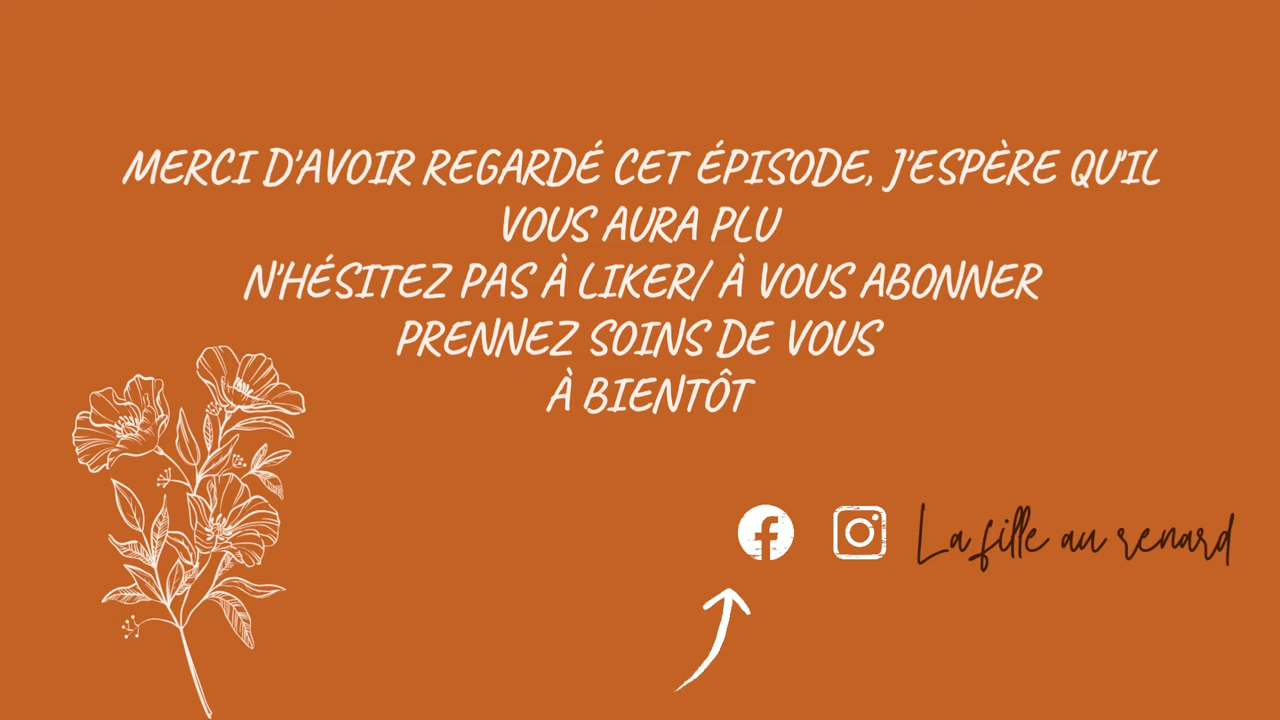 MERCI D'AVOIR REGARDÉ CET ÉPISODE, J'ESPÈRE QU'IL
VOUS AURA PLU
N'HÉSITEZ PAS À LIKER/ À VOUS ABONNER
PRENNEZ SOINS DE VOUS
À BIENTÔT
La fille au renard